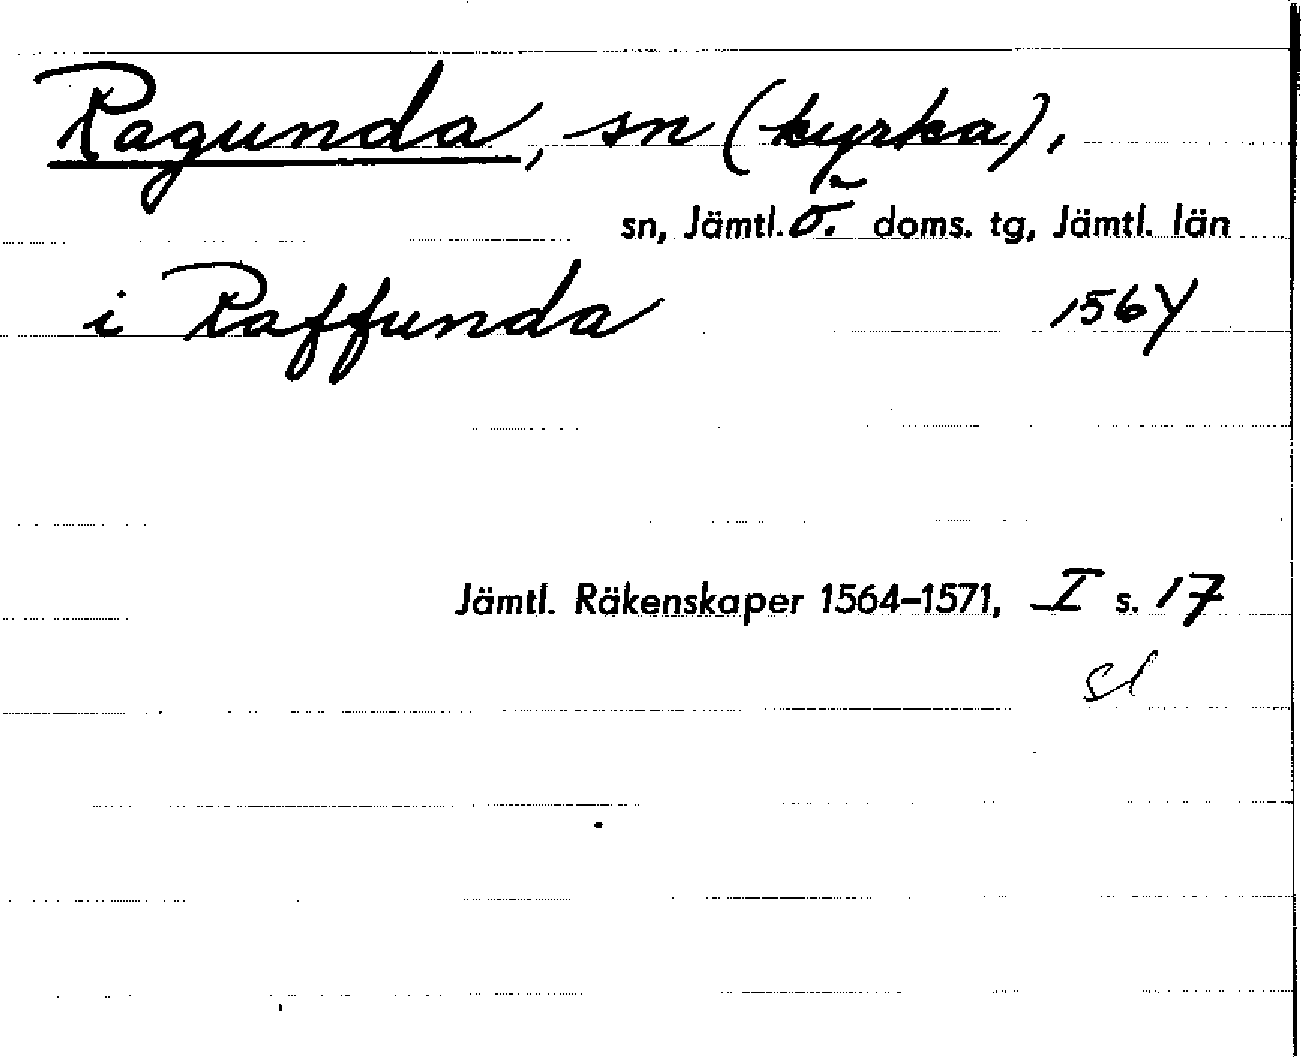 Ragunda, sn (kyrka),
sn, Jämtl. ö. doms. tg, Jämtl. län
i Raffunda 1564
Jämtl. Räkenskaper 1564–1571, I s. 17